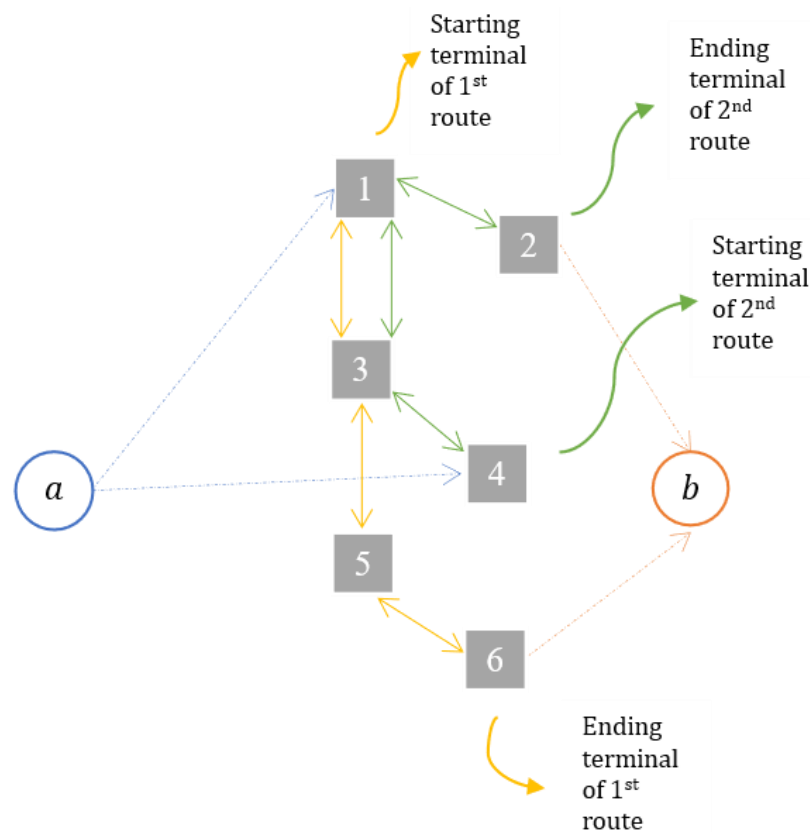 Starting
terminal
of 1st
route
Ending
terminal
of 2nd
route
1
2
Starting
terminal
of 2nd
route
3
4
a
b
5
6
Ending
terminal
of 1st
route